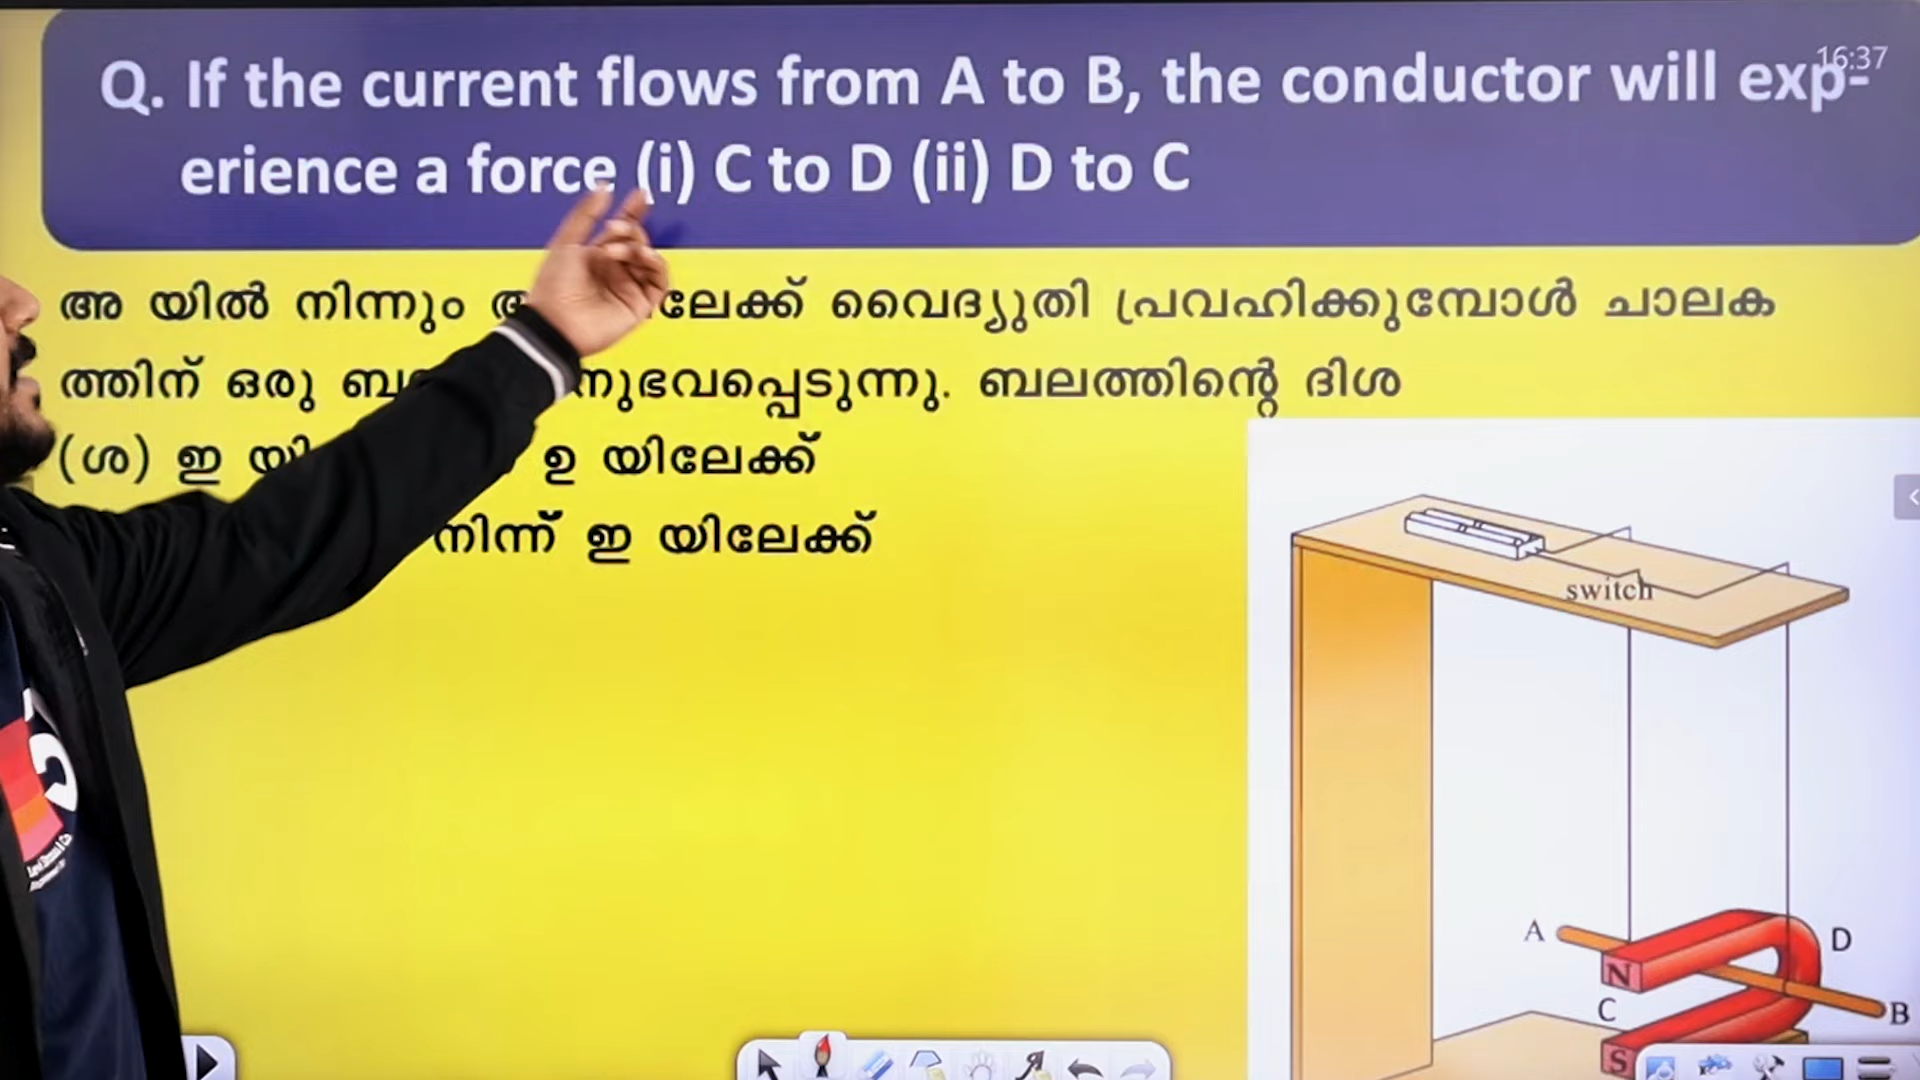 16:37
Q. If the current flows from A to B, the conductor will exp-
erience a force (i) C to D (ii) D to C
അ യിൽ നിന്നും ലേക്ക് വൈദ്യുതി പ്രവഹിക്കുമ്പോൾ ചാലക
ത്തിന് ഒരു നുഭവപ്പെടുന്നു. ബലത്തിന്റെ ദിശ
(ശ) ഇ ഉ യിലേക്ക്
നിന്ന് ഇ യിലേക്ക്
switch
A
D
N
C
B
S